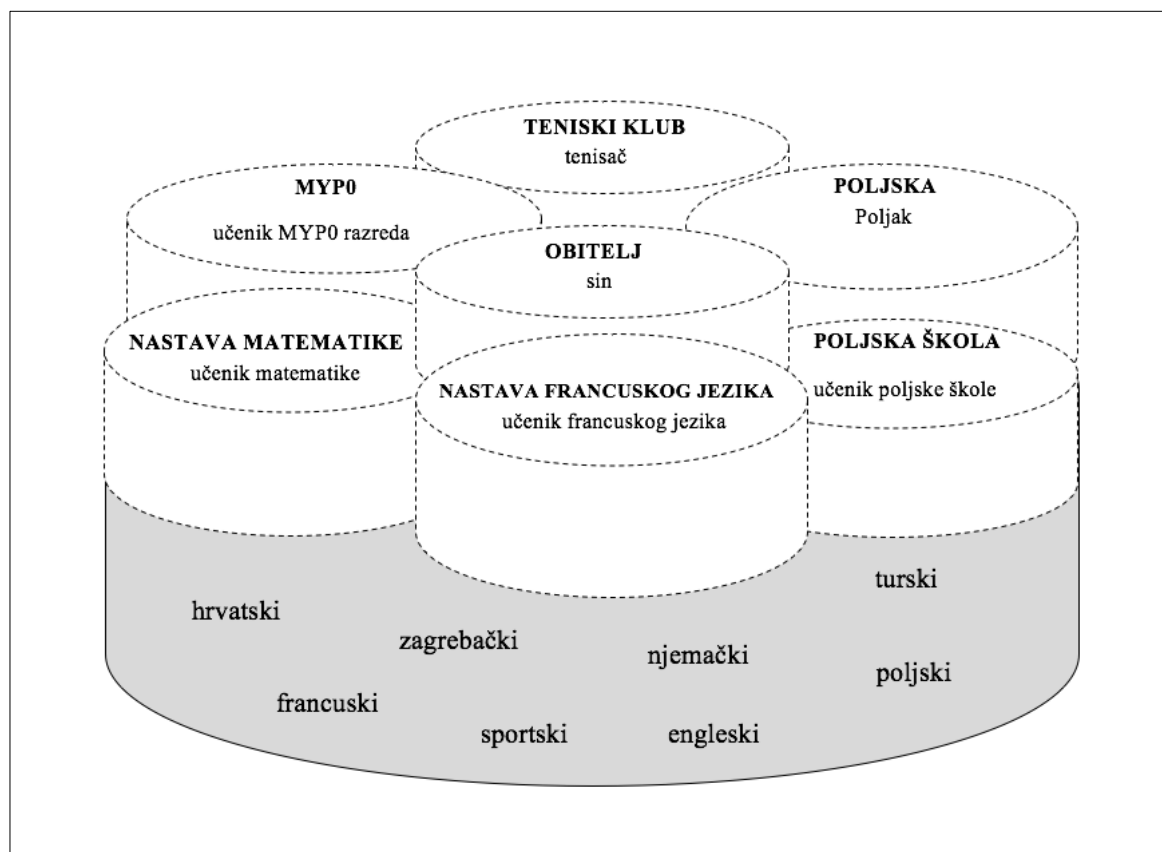 TENISKI KLUB
tenisač
MYP0
učenik MYP0 razreda
POLJSKA
Poljak
OBITELJ
sin
NASTAVA MATEMATIKE
učenik matematike
POLJSKA ŠKOLA
učenik poljske škole
NASTAVA FRANCUSKOG JEZIKA
učenik francuskog jezika
turski
hrvatski
zagrebački
njemački
poljski
francuski
sportski
engleski